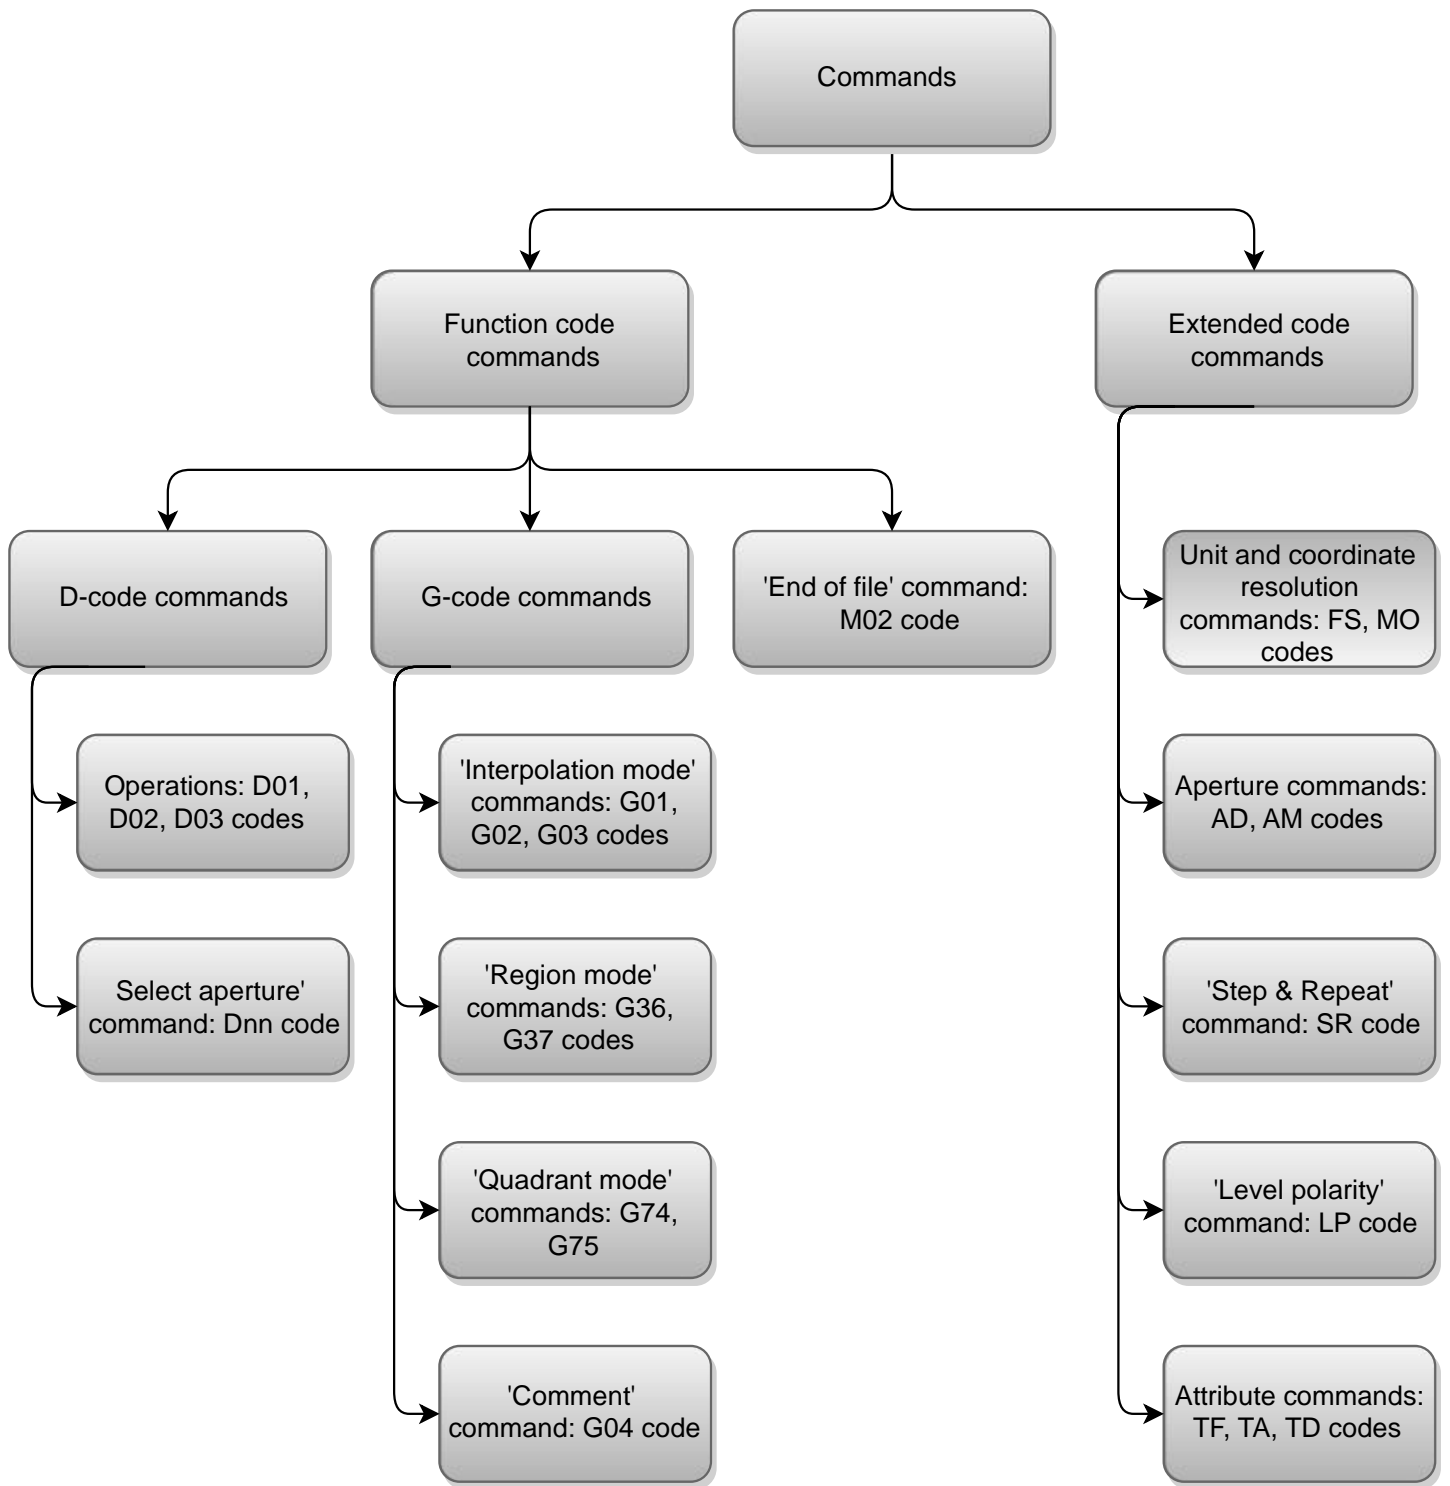 Commands
Function code
commands
Extended code
commands
D-code commands
G-code commands
'End of file' command:
M02 code
Unit and coordinate
resolution
commands: FS, MO
codes
Operations: D01,
D02, D03 codes
'Interpolation mode'
commands: G01,
G02, G03 codes
Aperture commands:
AD, AM codes
Select aperture'
command: Dnn code
'Region mode'
commands: G36,
G37 codes
'Step & Repeat'
command: SR code
'Quadrant mode'
commands: G74,
G75
'Level polarity'
command: LP code
'Comment'
command: G04 code
Attribute commands:
TF, TA, TD codes